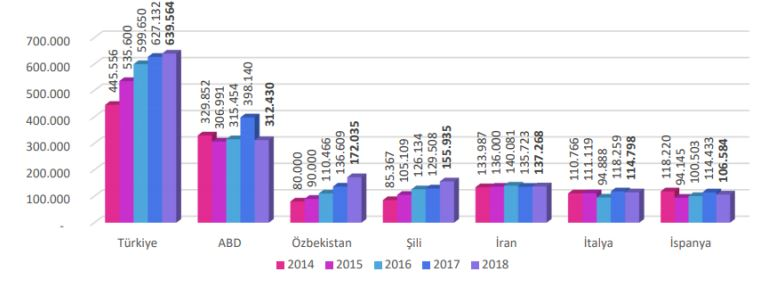 700.000
600.000
500.000
400.000
300.000
200.000
100.000
-
445.556 535.600 599.650 627.132 639.564
329.852 306.991 315.454 398.140 312.430
80.000 90.000 110.466 136.609 172.035
85.367 105.109 126.134 129.508 155.935
133.987 136.000 140.081 135.723 137.268
110.766 111.119 94.888 118.259 114.798
118.220 94.145 100.503 114.433 106.584
Türkiye ABD Özbekistan Şili İran İtalya İspanya
2014 2015 2016 2017 2018